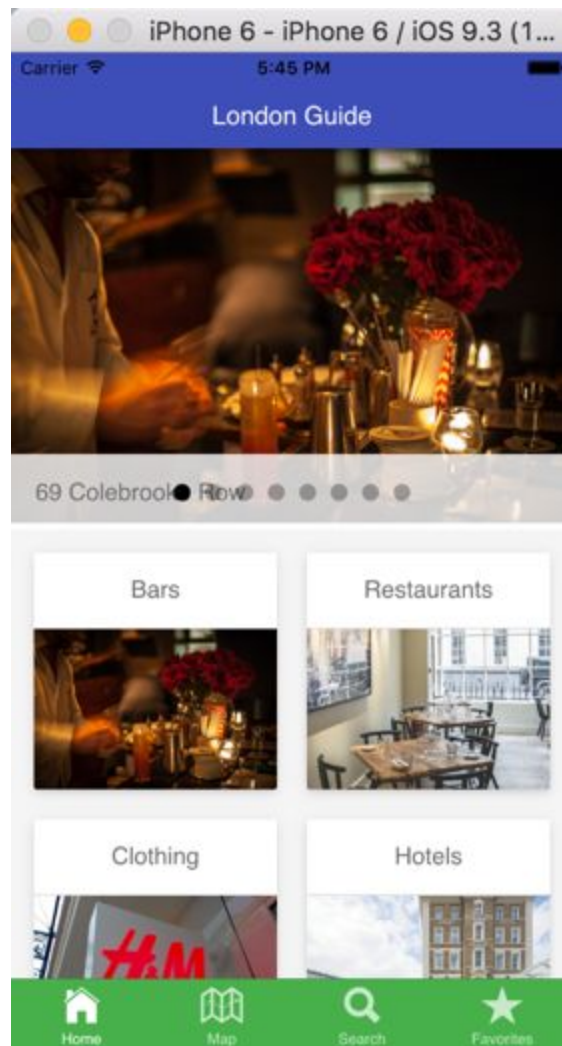 iPhone 6 - iPhone 6 / iOS 9.3 (1...
Carrier 5:45 PM
London Guide
69 Colebrooke Row
Bars Restaurants
Clothing Hotels
H&M
Home Map Search Favorites